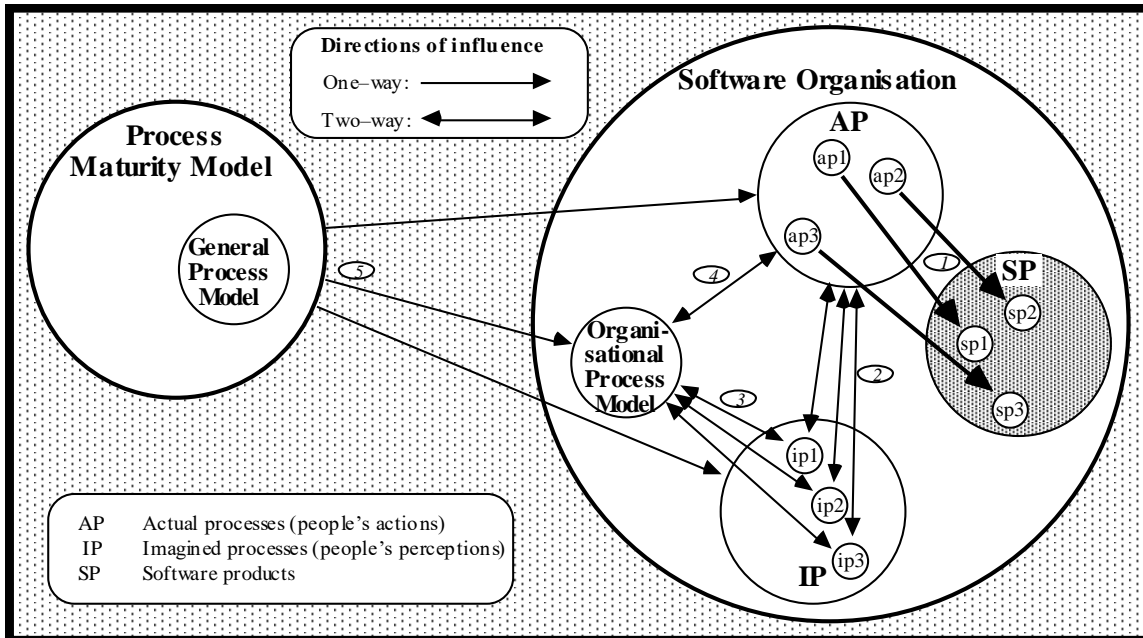 Directions of influence
One–way:
Two–way:
Process
Maturity Model
General
Process
Model
5
Software Organisation
AP
ap1
ap2
ap3
4
1
SP
sp2
sp1
sp3
Organi-
sational
Process
Model
2
3
ip1
ip2
ip3
IP
AP Actual processes (people's actions)
IP Imagined processes (people's perceptions)
SP Software products